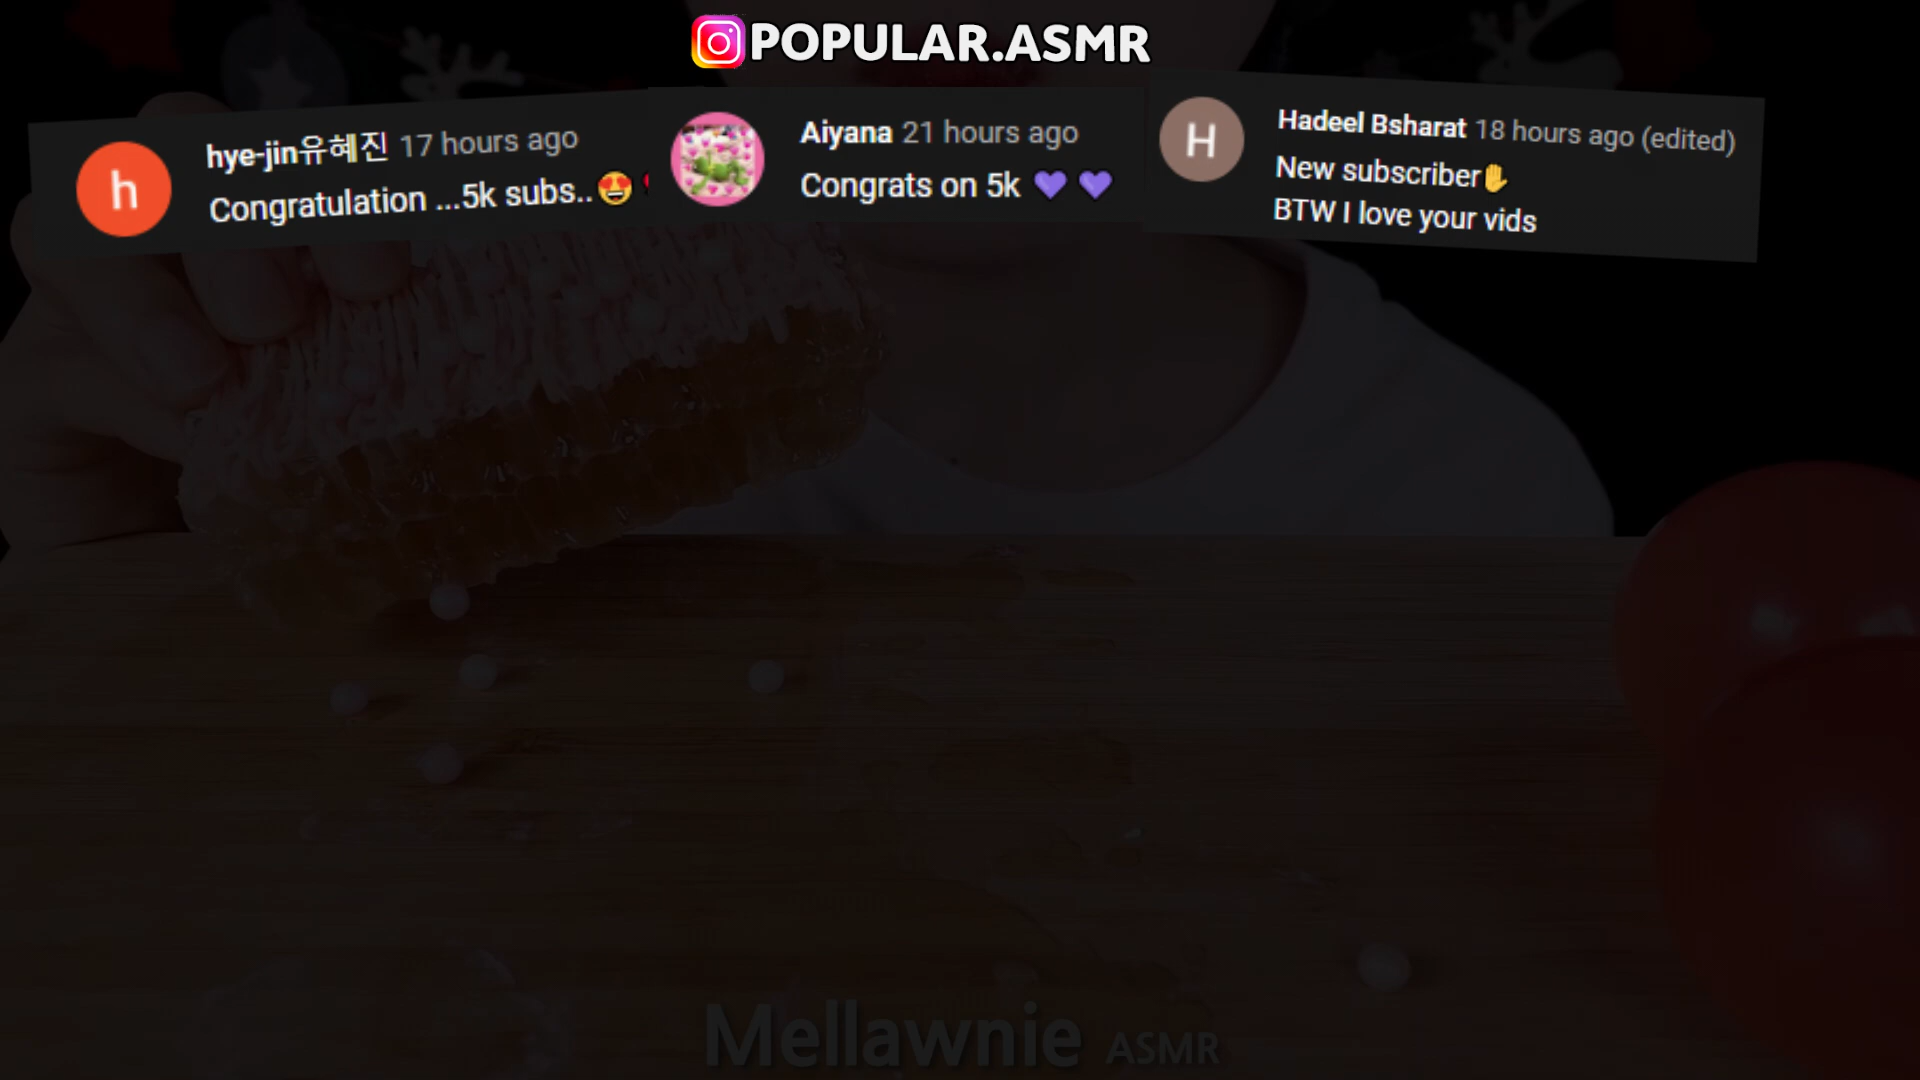 POPULAR.ASMR
hye-jin유혜진 17 hours ago
Congratulation ...5k subs..😍
Aiyana 21 hours ago
Congrats on 5k 💜 💜
Hadeel Bsharat 18 hours ago (edited)
New subscriber✋
BTW I love your vids
h
H
Mellawnie ASMR